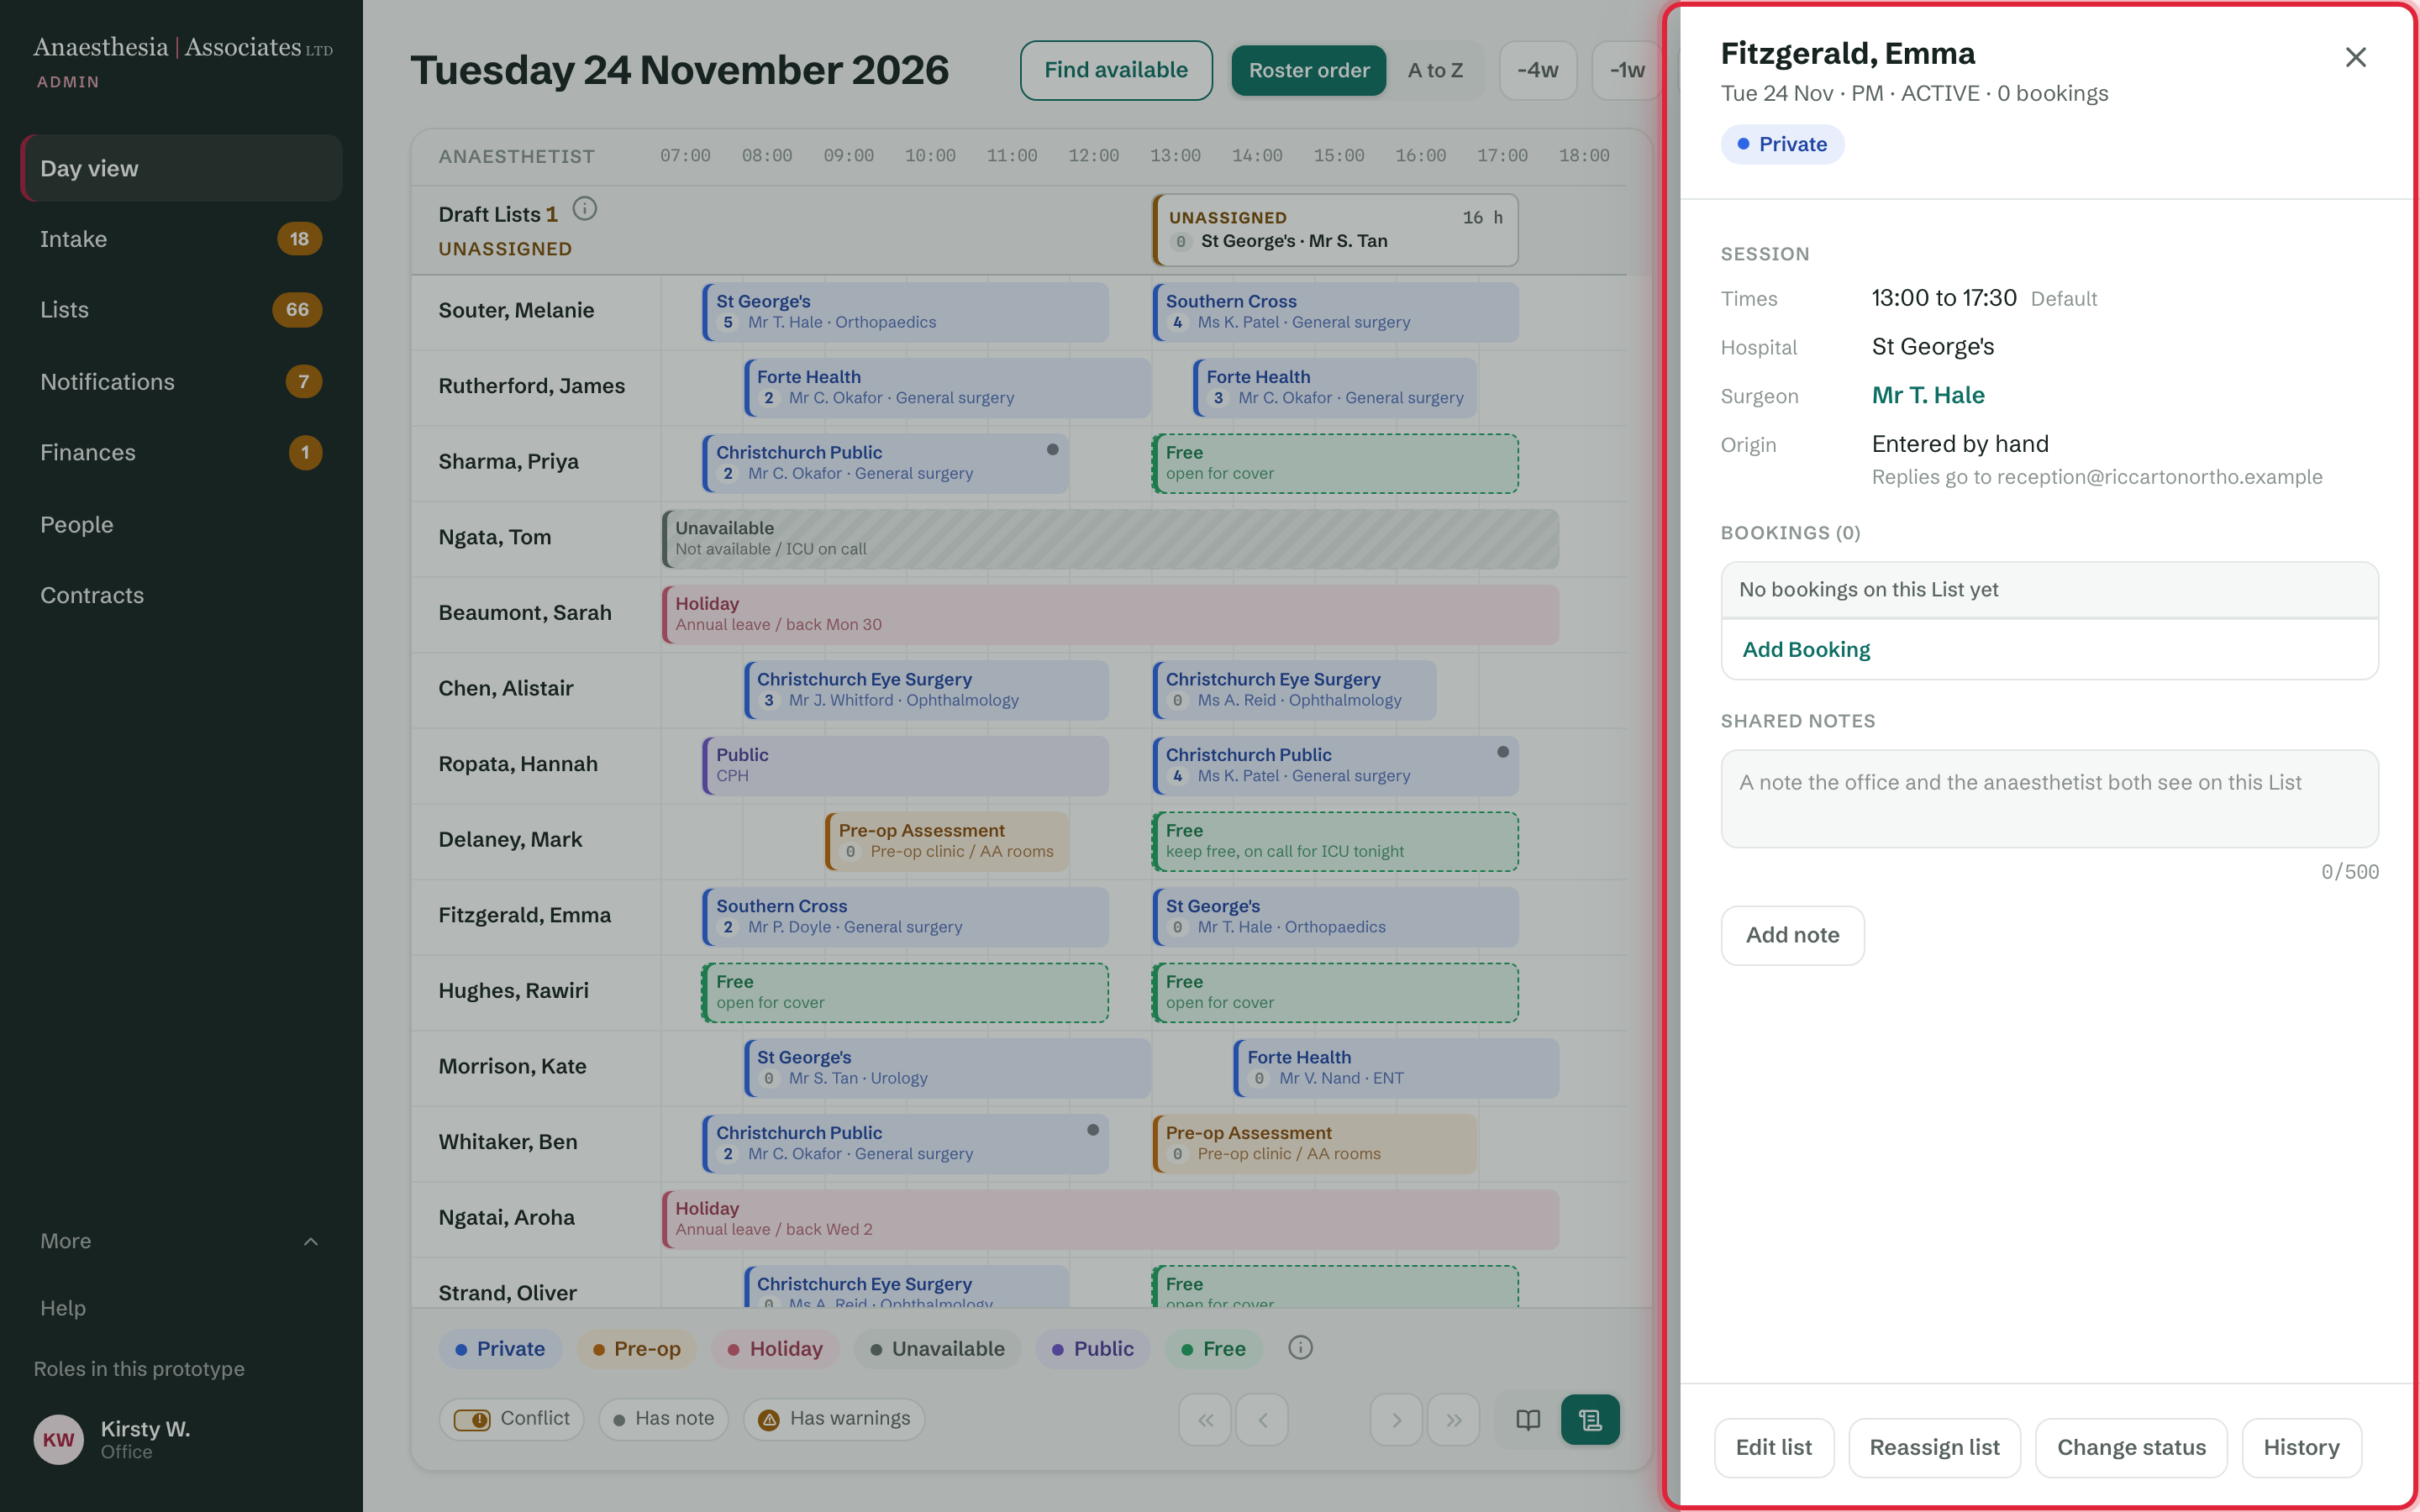 Anaesthesia | Associates LTD
ADMIN
Day view
Intake 18
Lists 66
Notifications 7
Finances 1
People
Contracts
More
Help
Roles in this prototype
KW Kirsty W.
Office
Tuesday 24 November 2026
Find available
Roster order
A to Z
-4w
-1w
ANAESTHETIST 07:00 08:00 09:00 10:00 11:00 12:00 13:00 14:00 15:00 16:00 17:00 18:00
Draft Lists 1
UNASSIGNED
UNASSIGNED 16 h
0 St George's · Mr S. Tan
Souter, Melanie
St George's
5 Mr T. Hale · Orthopaedics
Southern Cross
4 Ms K. Patel · General surgery
Rutherford, James
Forte Health
2 Mr C. Okafor · General surgery
Forte Health
3 Mr C. Okafor · General surgery
Sharma, Priya
Christchurch Public
2 Mr C. Okafor · General surgery
Free
open for cover
Ngata, Tom
Unavailable
Not available / ICU on call
Beaumont, Sarah
Holiday
Annual leave / back Mon 30
Chen, Alistair
Christchurch Eye Surgery
3 Mr J. Whitford · Ophthalmology
Christchurch Eye Surgery
0 Ms A. Reid · Ophthalmology
Ropata, Hannah
Public
CPH
Christchurch Public
4 Ms K. Patel · General surgery
Delaney, Mark
Pre-op Assessment
0 Pre-op clinic / AA rooms
Free
keep free, on call for ICU tonight
Fitzgerald, Emma
Southern Cross
2 Mr P. Doyle · General surgery
St George's
0 Mr T. Hale · Orthopaedics
Hughes, Rawiri
Free
open for cover
Free
open for cover
Morrison, Kate
St George's
0 Mr S. Tan · Urology
Forte Health
0 Mr V. Nand · ENT
Whitaker, Ben
Christchurch Public
2 Mr C. Okafor · General surgery
Pre-op Assessment
0 Pre-op clinic / AA rooms
Ngatai, Aroha
Holiday
Annual leave / back Wed 2
Strand, Oliver
Christchurch Eye Surgery
0 Ms A. Reid · Ophthalmology
Free
open for cover
Private
Pre-op
Holiday
Unavailable
Public
Free
Conflict
Has note
Has warnings
Fitzgerald, Emma
Tue 24 Nov · PM · ACTIVE · 0 bookings
Private
SESSION
Times 13:00 to 17:30 Default
Hospital St George's
Surgeon Mr T. Hale
Origin Entered by hand
Replies go to reception@riccartonortho.example
BOOKINGS (0)
No bookings on this List yet
Add Booking
SHARED NOTES
A note the office and the anaesthetist both see on this List
0/500
Add note
Edit list
Reassign list
Change status
History